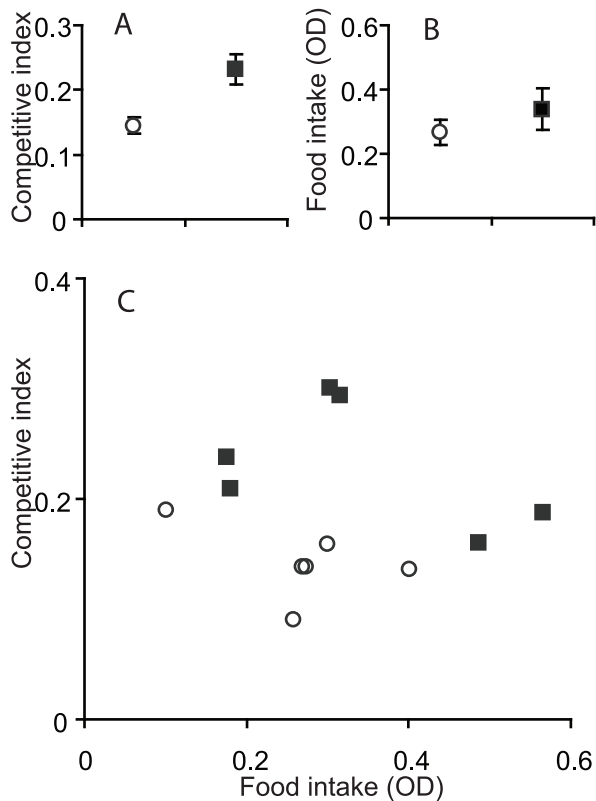 A
Competitive index
0.3
0.2
0.1
0
B
Food intake (OD)
0.6
0.4
0.2
0
C
Competitive index
0.4
0.2
0
0 0.2 0.4 0.6
Food intake (OD)